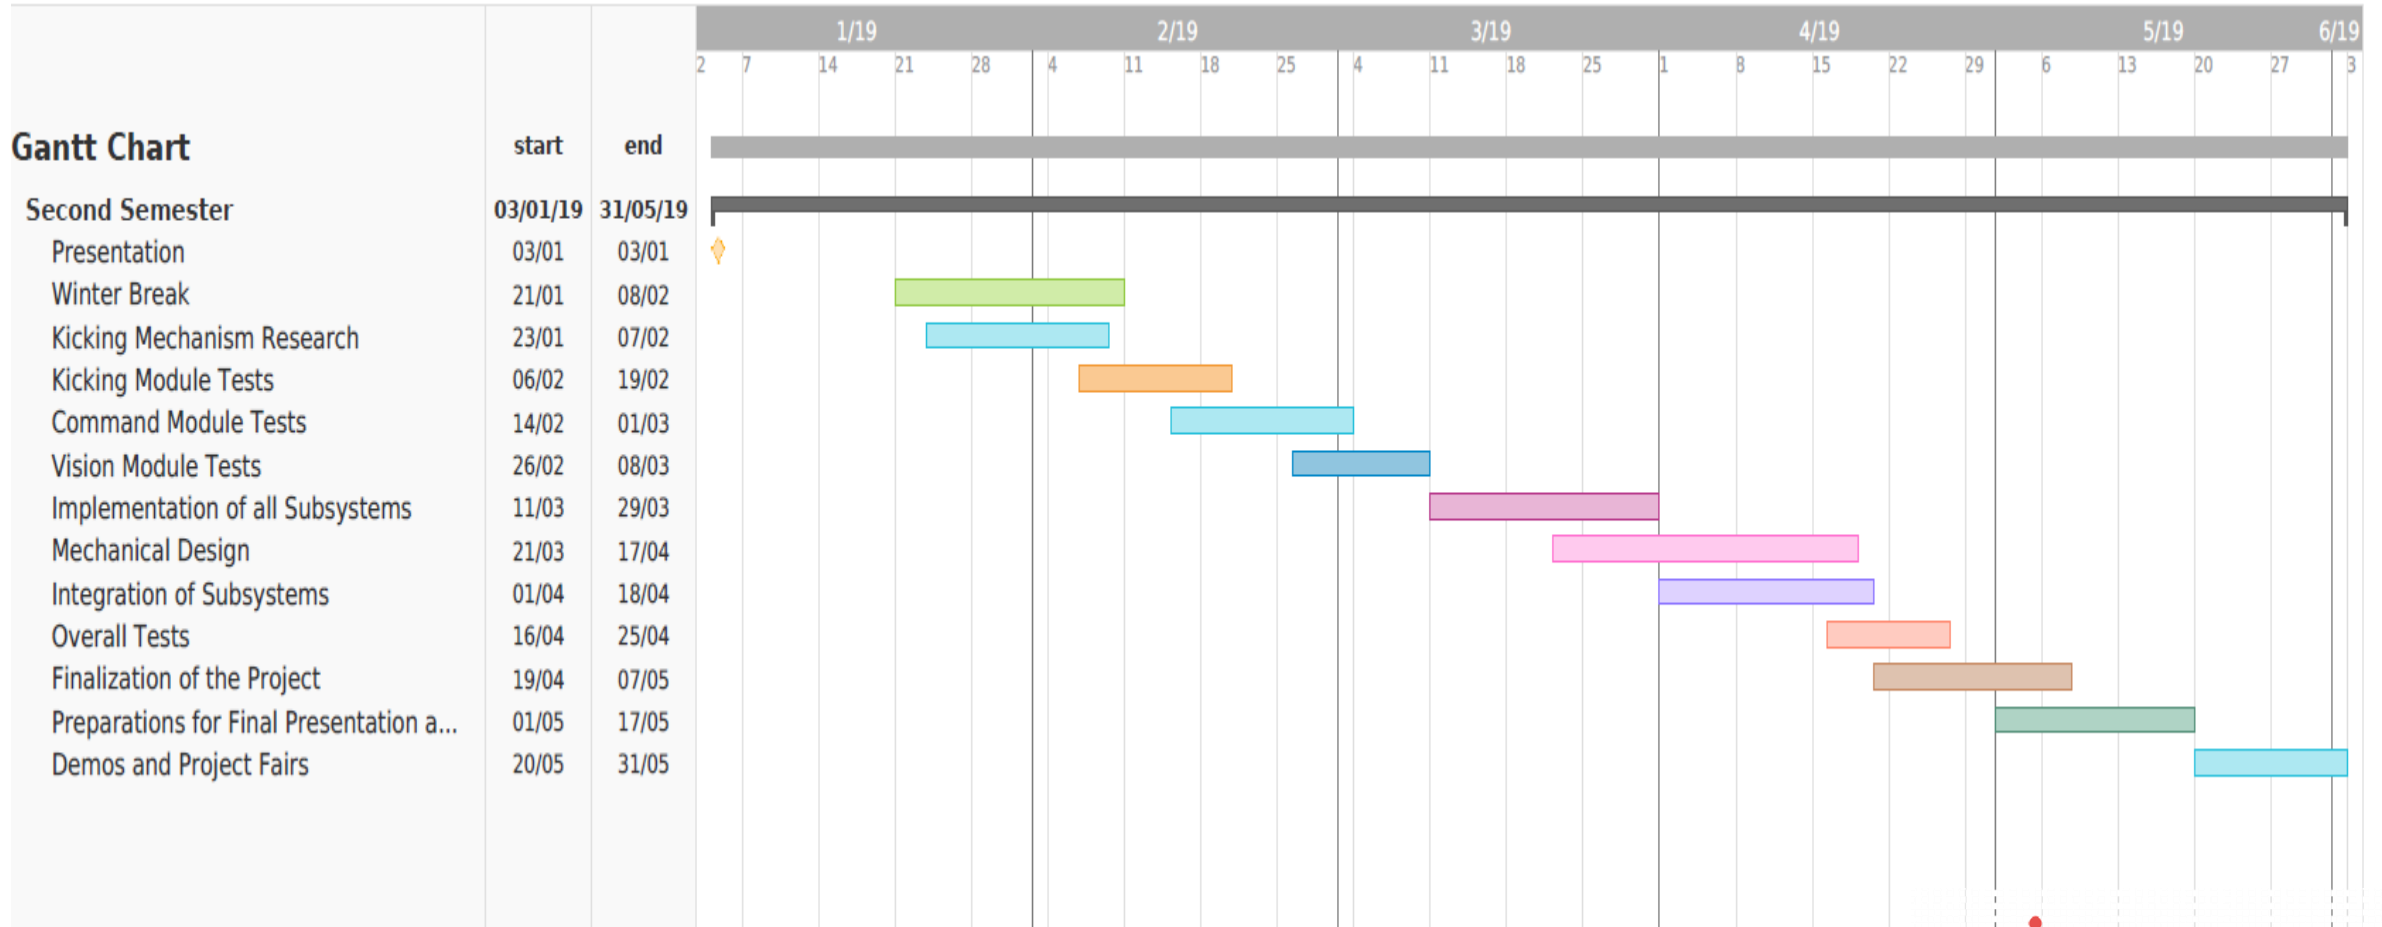 1/19 2/19 3/19 4/19 5/19 6/19
2 7 14 21 28 4 11 18 25 4 11 18 25 1 8 15 22 29 6 13 20 27 3
Gantt Chart start end
Second Semester 03/01/19 31/05/19
Presentation 03/01 03/01
Winter Break 21/01 08/02
Kicking Mechanism Research 23/01 07/02
Kicking Module Tests 06/02 19/02
Command Module Tests 14/02 01/03
Vision Module Tests 26/02 08/03
Implementation of all Subsystems 11/03 29/03
Mechanical Design 21/03 17/04
Integration of Subsystems 01/04 18/04
Overall Tests 16/04 25/04
Finalization of the Project 19/04 07/05
Preparations for Final Presentation a... 01/05 17/05
Demos and Project Fairs 20/05 31/05